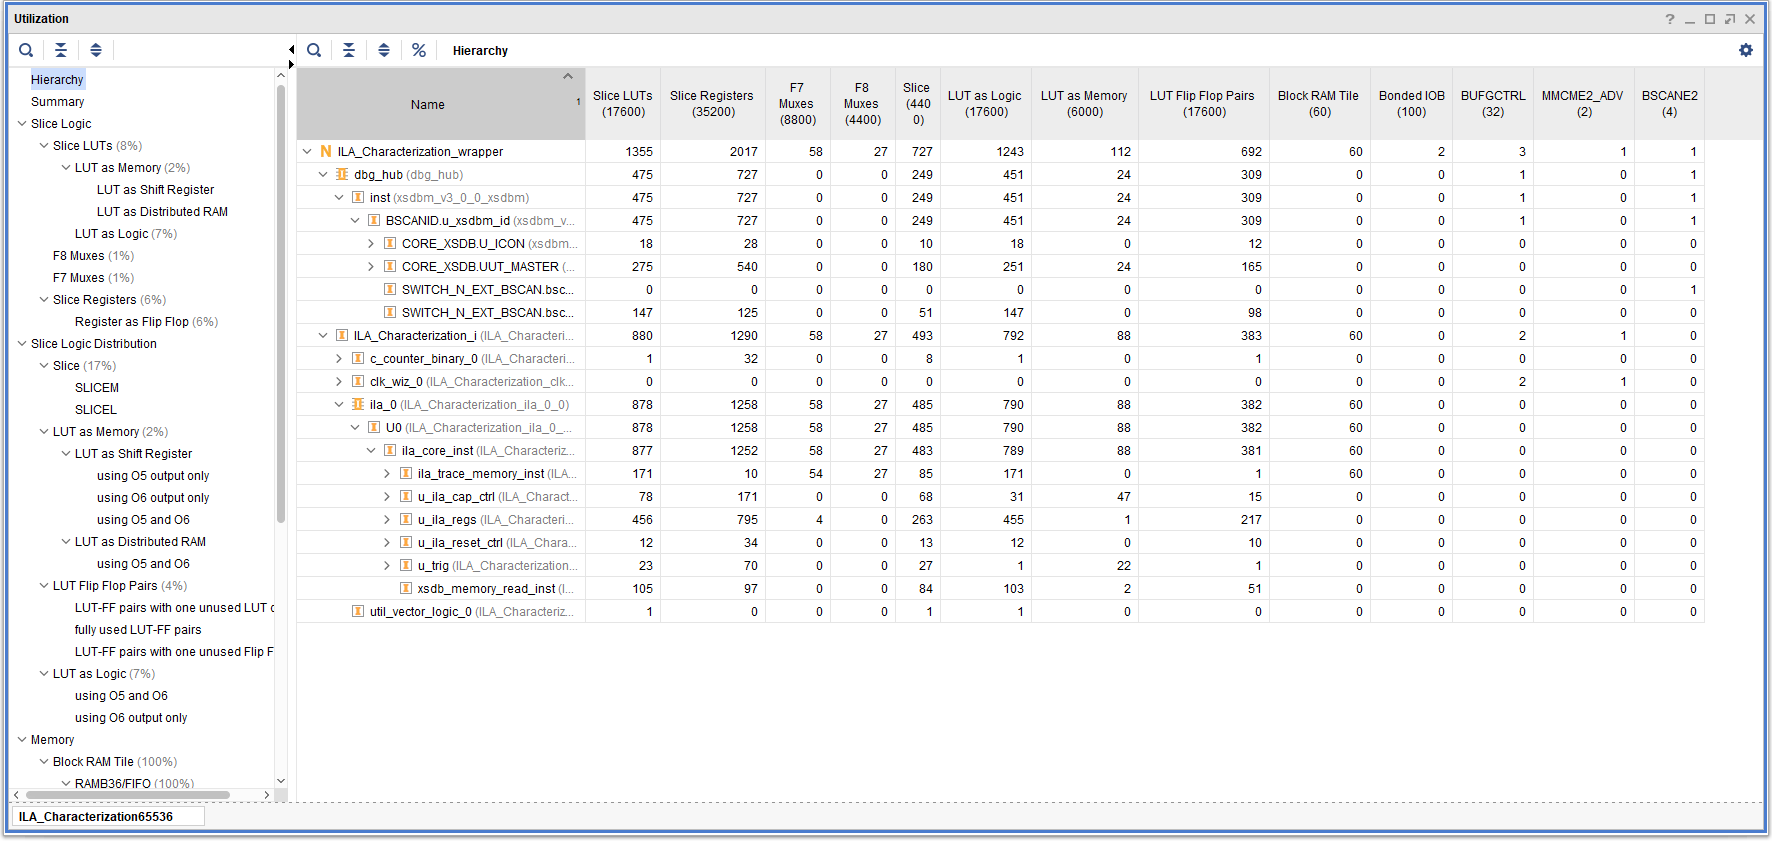 Utilization
Hierarchy
Hierarchy
Summary
Slice Logic
Slice LUTs (8%)
LUT as Memory (2%)
LUT as Shift Register
LUT as Distributed RAM
LUT as Logic (7%)
F8 Muxes (1%)
F7 Muxes (1%)
Slice Registers (6%)
Register as Flip Flop (6%)
Slice Logic Distribution
Slice (17%)
SLICEM
SLICEL
LUT as Memory (2%)
LUT as Shift Register
using O5 output only
using O6 output only
using O5 and O6
LUT as Distributed RAM
using O5 and O6
LUT Flip Flop Pairs (4%)
LUT-FF pairs with one unused LUT o
fully used LUT-FF pairs
LUT-FF pairs with one unused Flip F
LUT as Logic (7%)
using O5 and O6
using O6 output only
Memory
Block RAM Tile (100%)
RAMB36/FIFO (100%)
Name 1 Slice LUTs (17600) Slice Registers (35200) F7 Muxes (8800) F8 Muxes (4400) Slice (4400) LUT as Logic (17600) LUT as Memory (6000) LUT Flip Flop Pairs (17600) Block RAM Tile (60) Bonded IOB (100) BUFGCTRL (32) MMCME2_ADV (2) BSCANE2 (4)
N ILA_Characterization_wrapper 1355 2017 58 27 727 1243 112 692 60 2 3 1 1
dbg_hub (dbg_hub) 475 727 0 0 249 451 24 309 0 0 1 0 1
inst (xsdbm_v3_0_0_xsdbm) 475 727 0 0 249 451 24 309 0 0 1 0 1
BSCANID.u_xsdbm_id (xsdbm_v... 475 727 0 0 249 451 24 309 0 0 1 0 1
CORE_XSDB.U_ICON (xsdbm... 18 28 0 0 10 18 0 12 0 0 0 0 0
CORE_XSDB.UUT_MASTER (... 275 540 0 0 180 251 24 165 0 0 0 0 0
SWITCH_N_EXT_BSCAN.bsc... 0 0 0 0 0 0 0 0 0 0 0 0 1
SWITCH_N_EXT_BSCAN.bsc... 147 125 0 0 51 147 0 98 0 0 0 0 0
ILA_Characterization_i (ILA_Characteri... 880 1290 58 27 493 792 88 383 60 0 2 1 0
c_counter_binary_0 (ILA_Characteri... 1 32 0 0 8 1 0 1 0 0 0 0 0
clk_wiz_0 (ILA_Characterization_clk... 0 0 0 0 0 0 0 0 0 0 2 1 0
ila_0 (ILA_Characterization_ila_0_0) 878 1258 58 27 485 790 88 382 60 0 0 0 0
U0 (ILA_Characterization_ila_0_... 878 1258 58 27 485 790 88 382 60 0 0 0 0
ila_core_inst (ILA_Characteriz... 877 1252 58 27 483 789 88 381 60 0 0 0 0
ila_trace_memory_inst (ILA... 171 10 54 27 85 171 0 1 60 0 0 0 0
u_ila_cap_ctrl (ILA_Charact... 78 171 0 0 68 31 47 15 0 0 0 0 0
u_ila_regs (ILA_Characteri... 456 795 4 0 263 455 1 217 0 0 0 0 0
u_ila_reset_ctrl (ILA_Chara... 12 34 0 0 13 12 0 10 0 0 0 0 0
u_trig (ILA_Characterization... 23 70 0 0 27 1 22 1 0 0 0 0 0
xsdb_memory_read_inst (I... 105 97 0 0 84 103 2 51 0 0 0 0 0
util_vector_logic_0 (ILA_Characteriz... 1 0 0 0 1 1 0 0 0 0 0 0 0
ILA_Characterization65536